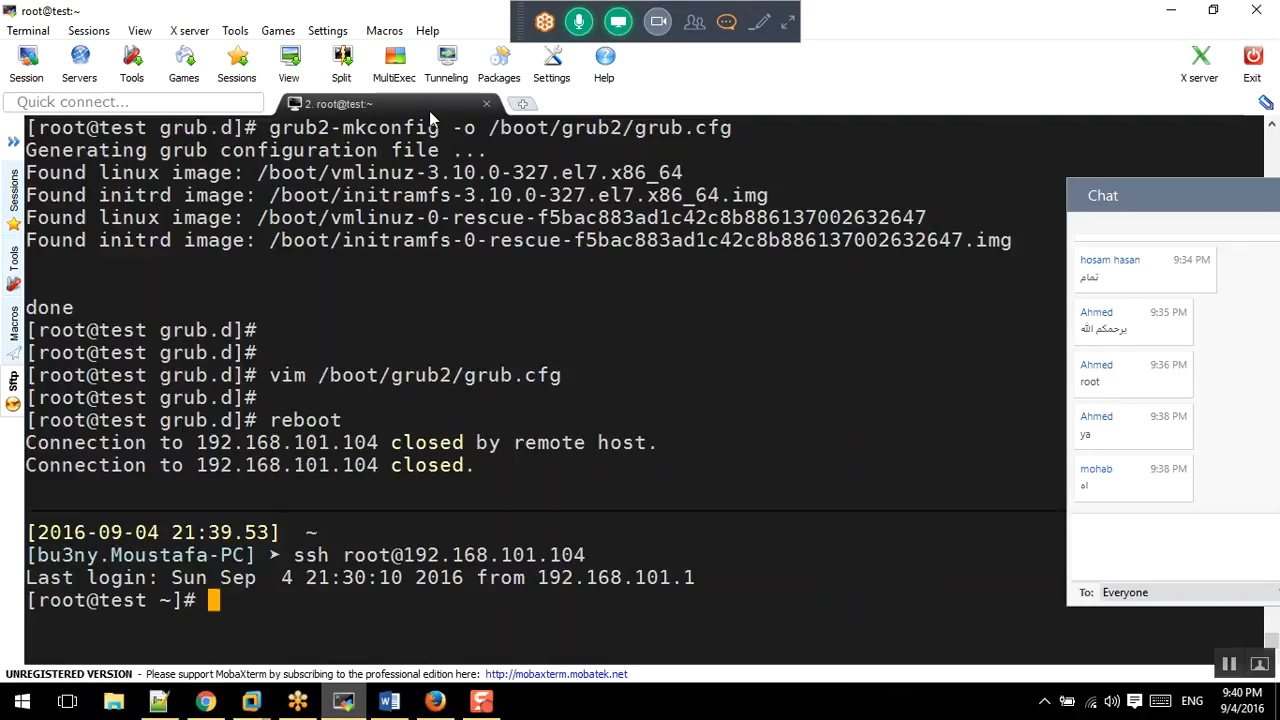 root@test:~
Terminal Sessions View X server Tools Games Settings Macros Help
Session Servers Tools Games Sessions View Split MultiExec Tunneling Packages Settings Help X server Exit
Quick connect...
2. root@test:~
[root@test grub.d]# grub2-mkconfig -o /boot/grub2/grub.cfg
Generating grub configuration file ...
Found linux image: /boot/vmlinuz-3.10.0-327.el7.x86_64
Found initrd image: /boot/initramfs-3.10.0-327.el7.x86_64.img
Found linux image: /boot/vmlinuz-0-rescue-f5bac883ad1c42c8b886137002632647
Found initrd image: /boot/initramfs-0-rescue-f5bac883ad1c42c8b886137002632647.img
done
[root@test grub.d]#
[root@test grub.d]#
[root@test grub.d]# vim /boot/grub2/grub.cfg
[root@test grub.d]#
[root@test grub.d]# reboot
Connection to 192.168.101.104 closed by remote host.
Connection to 192.168.101.104 closed.
[2016-09-04 21:39.53] ~
[bu3ny.Moustafa-PC] ➤ ssh root@192.168.101.104
Last login: Sun Sep  4 21:30:10 2016 from 192.168.101.1
[root@test ~]#
Sessions
Tools
Macros
Sftp
Chat
hosam hasan 9:34 PM
تمام
Ahmed 9:35 PM
يرحمكم الله
Ahmed 9:36 PM
root
Ahmed 9:38 PM
ya
mohab 9:38 PM
اه
To: Everyone
UNREGISTERED VERSION - Please support MobaXterm by subscribing to the professional edition here: http://mobaxterm.mobatek.net
ENG
9:40 PM
9/4/2016